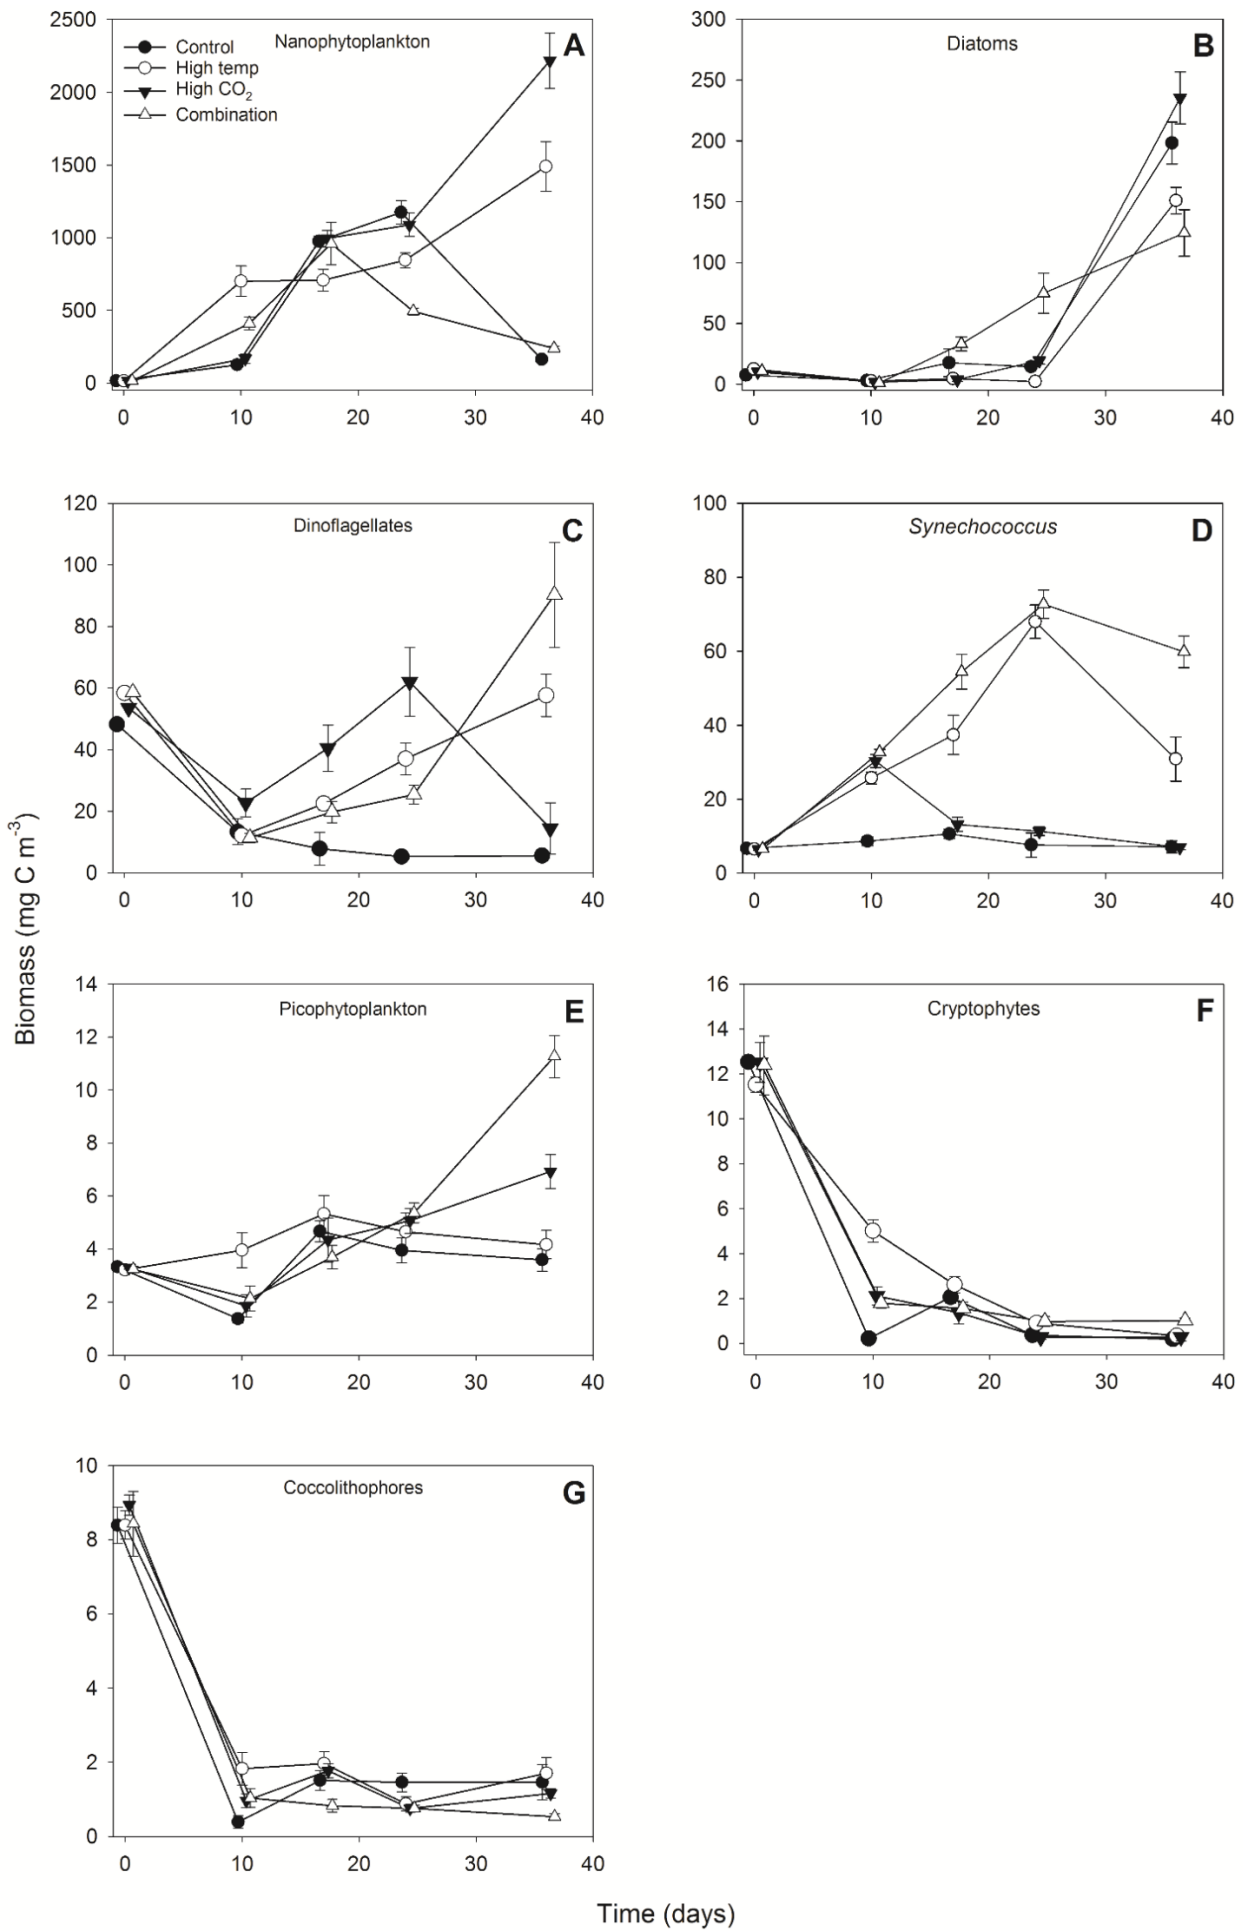 2500
2000
1500
1000
500
0
0 10 20 30 40
Nanophytoplankton
A
Control
High temp
High CO2
Combination
300
250
200
150
100
50
0
0 10 20 30 40
Diatoms
B
120
100
80
60
40
20
0
0 10 20 30 40
Dinoflagellates
C
100
80
60
40
20
0
0 10 20 30 40
Synechococcus
D
Biomass (mg C m-3)
14
12
10
8
6
4
2
0
0 10 20 30 40
Picophytoplankton
E
16
14
12
10
8
6
4
2
0
0 10 20 30 40
Cryptophytes
F
10
8
6
4
2
0
0 10 20 30 40
Coccolithophores
G
Time (days)